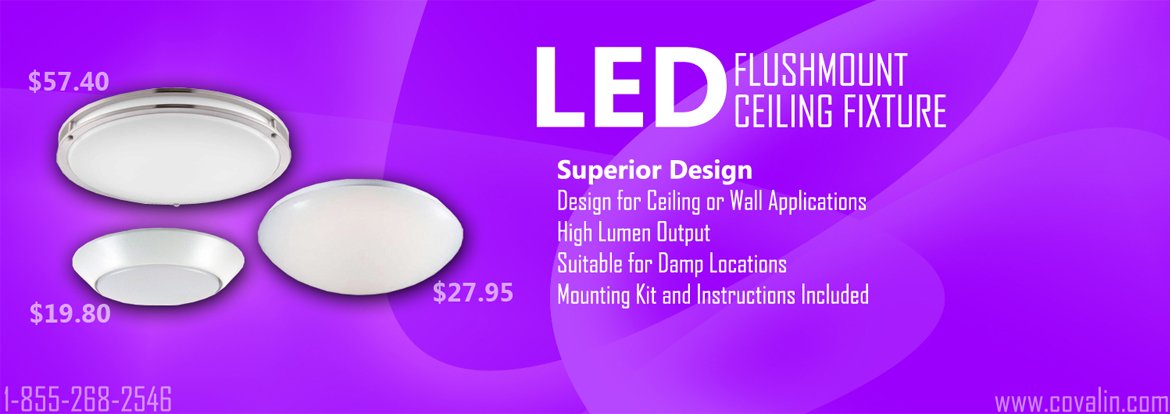 $57.40
$19.80
$27.95
LED FLUSHMOUNT
CEILING FIXTURE
Superior Design
Design for Ceiling or Wall Applications
High Lumen Output
Suitable for Damp Locations
Mounting Kit and Instructions Included
1-855-268-2546
www.covalin.com